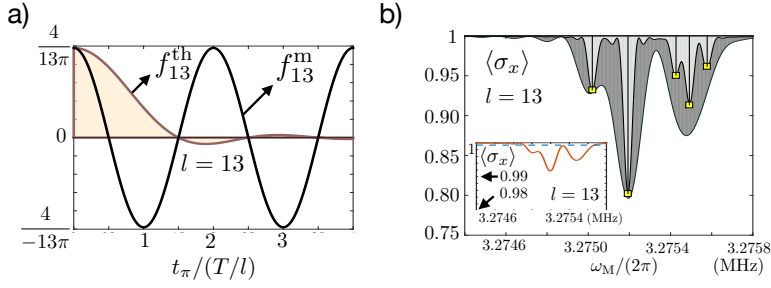 a)
4
13π
f₁₃ᵗʰ
f₁₃ᵐ
0
l = 13
4
−13π
1 2 3
t_π/(T/l)
b)
1
0.95
0.90
0.85
0.80
0.75
⟨σₓ⟩
l = 13
1
⟨σₓ⟩
0.99
0.98
l = 13
3.2746 3.2754 (MHz)
3.2746 3.2750 3.2754 3.2758
ω_M/(2π) (MHz)